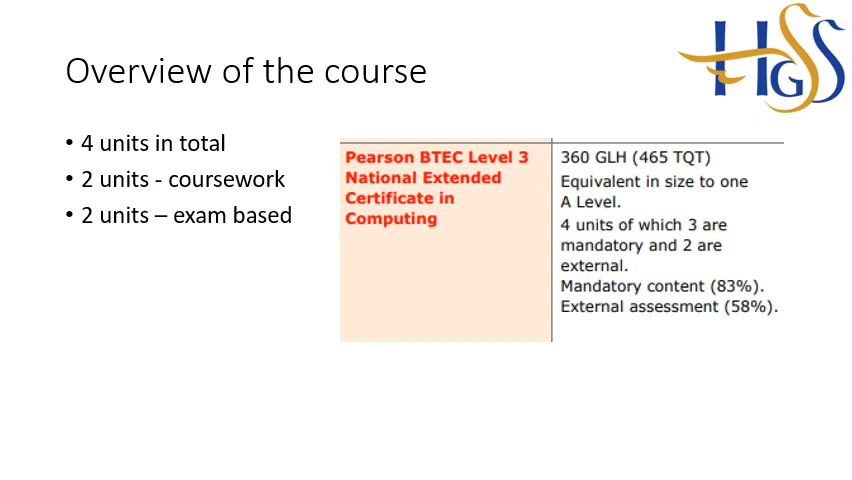 Overview of the course
HGSS
• 4 units in total
• 2 units - coursework
• 2 units – exam based
Pearson BTEC Level 3
National Extended
Certificate in
Computing
360 GLH (465 TQT)
Equivalent in size to one
A Level.
4 units of which 3 are
mandatory and 2 are
external.
Mandatory content (83%).
External assessment (58%).